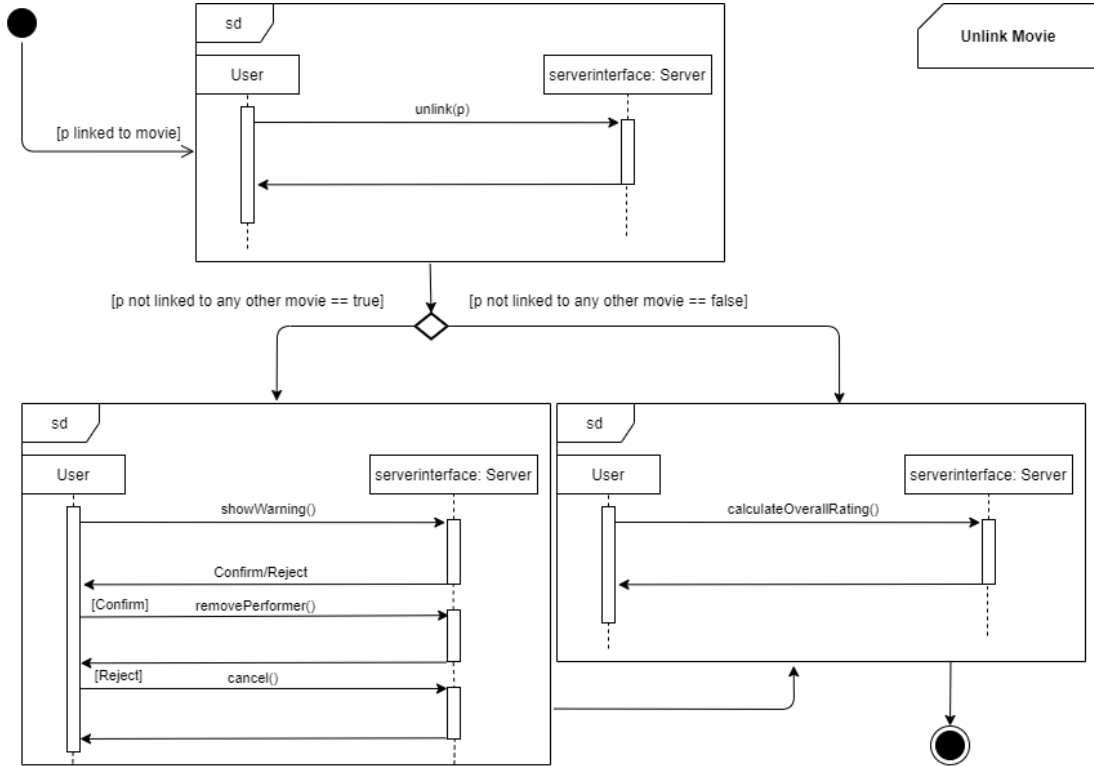 sd
Unlink Movie
User
serverinterface: Server
unlink(p)
[p linked to movie]
[p not linked to any other movie == true]
[p not linked to any other movie == false]
sd
User
serverinterface: Server
showWarning()
Confirm/Reject
[Confirm]
removePerformer()
[Reject]
cancel()
sd
User
serverinterface: Server
calculateOverallRating()